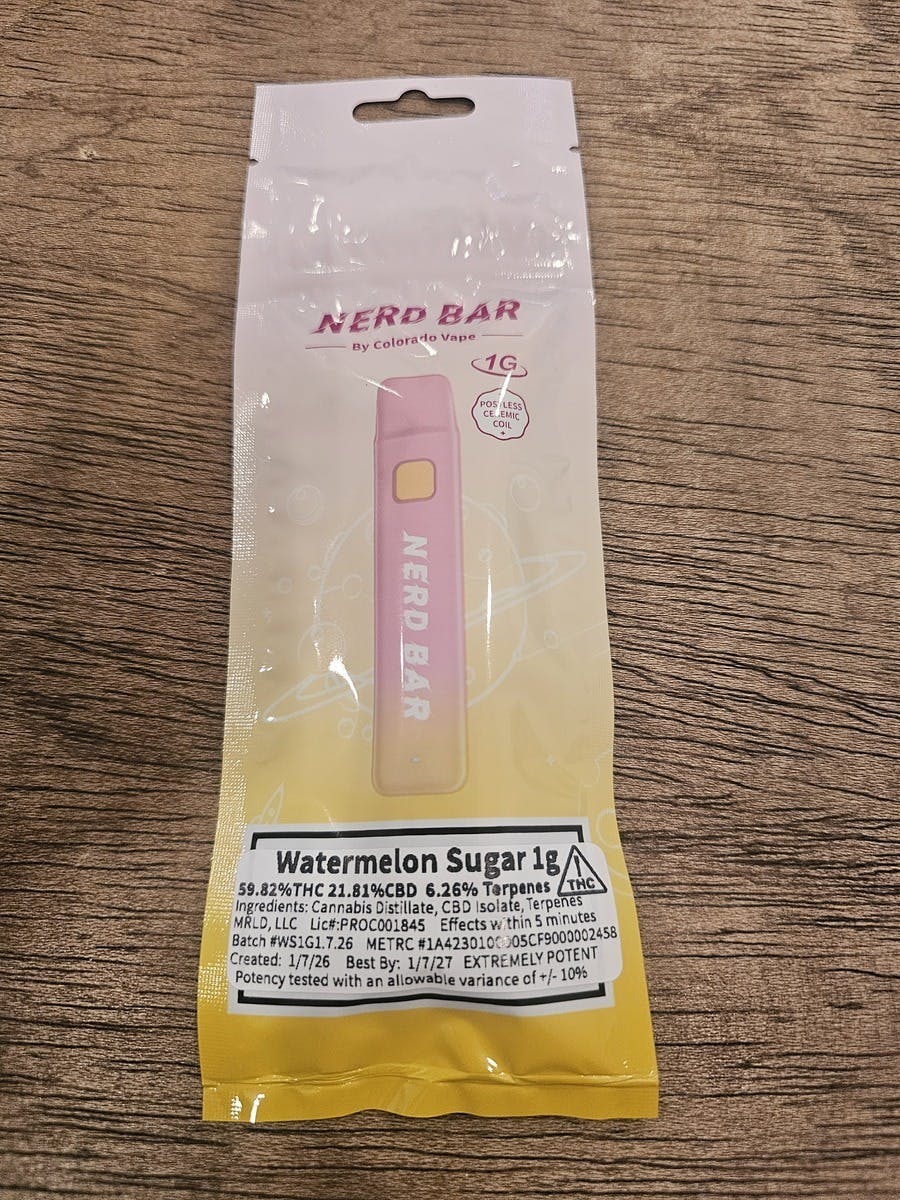 NERD BAR
By Colorado Vape
1G
POSTLESS
CEREMIC
COIL
NERD BAR
Watermelon Sugar 1g
!
THC
59.82%THC 21.81%CBD 6.26% Terpenes
Ingredients: Cannabis Distillate, CBD Isolate, Terpenes
MRLD, LLC Lic#:PROC001845 Effects within 5 minutes
Batch #WS1G1.7.26 METRC
Created: 1/7/26 Best By: 1/7/27 EXTREMELY POTENT
Potency tested with an allowable variance of +/- 10%